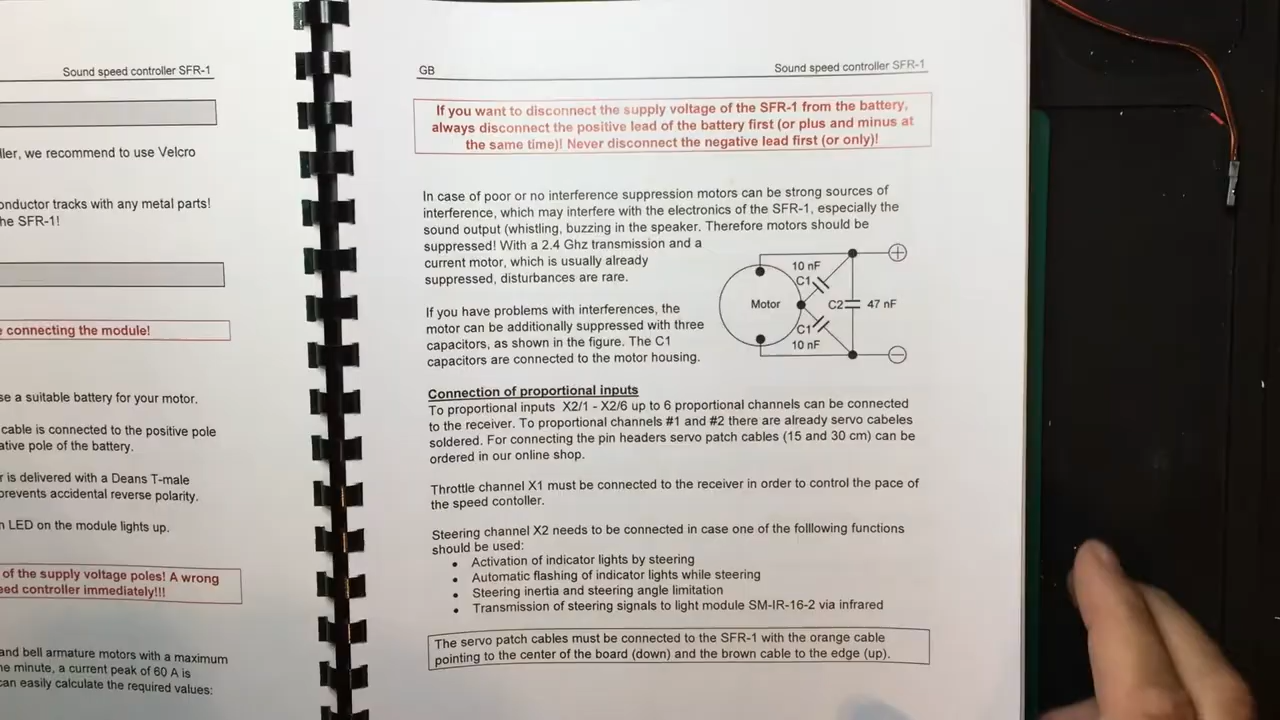 Sound speed controller SFR-1
ller, we recommend to use Velcro
onductor tracks with any metal parts!
he SFR-1!
e connecting the module!
se a suitable battery for your motor.
cable is connected to the positive pole
ative pole of the battery.
r is delivered with a Deans T-male
prevents accidental reverse polarity.
n LED on the module lights up.
of the supply voltage poles! A wrong
eed controller immediately!!!
and bell armature motors with a maximum
ne minute, a current peak of 60 A is
can easily calculate the required values:
GB
Sound speed controller SFR-1
If you want to disconnect the supply voltage of the SFR-1 from the battery,
always disconnect the positive lead of the battery first (or plus and minus at
the same time)! Never disconnect the negative lead first (or only)!
In case of poor or no interference suppression motors can be strong sources of
interference, which may interfere with the electronics of the SFR-1, especially the
sound output (whistling, buzzing in the speaker. Therefore motors should be
suppressed! With a 2.4 Ghz transmission and a
current motor, which is usually already
suppressed, disturbances are rare.
If you have problems with interferences, the
motor can be additionally suppressed with three
capacitors, as shown in the figure. The C1
capacitors are connected to the motor housing.
10 nF
C1
Motor
C2
47 nF
C1
10 nF
Connection of proportional inputs
To proportional inputs X2/1 - X2/6 up to 6 proportional channels can be connected
to the receiver. To proportional channels #1 and #2 there are already servo cabeles
soldered. For connecting the pin headers servo patch cables (15 and 30 cm) can be
ordered in our online shop.
Throttle channel X1 must be connected to the receiver in order to control the pace of
the speed contoller.
Steering channel X2 needs to be connected in case one of the folllowing functions
should be used:
• Activation of indicator lights by steering
• Automatic flashing of indicator lights while steering
• Steering inertia and steering angle limitation
• Transmission of steering signals to light module SM-IR-16-2 via infrared
The servo patch cables must be connected to the SFR-1 with the orange cable
pointing to the center of the board (down) and the brown cable to the edge (up).